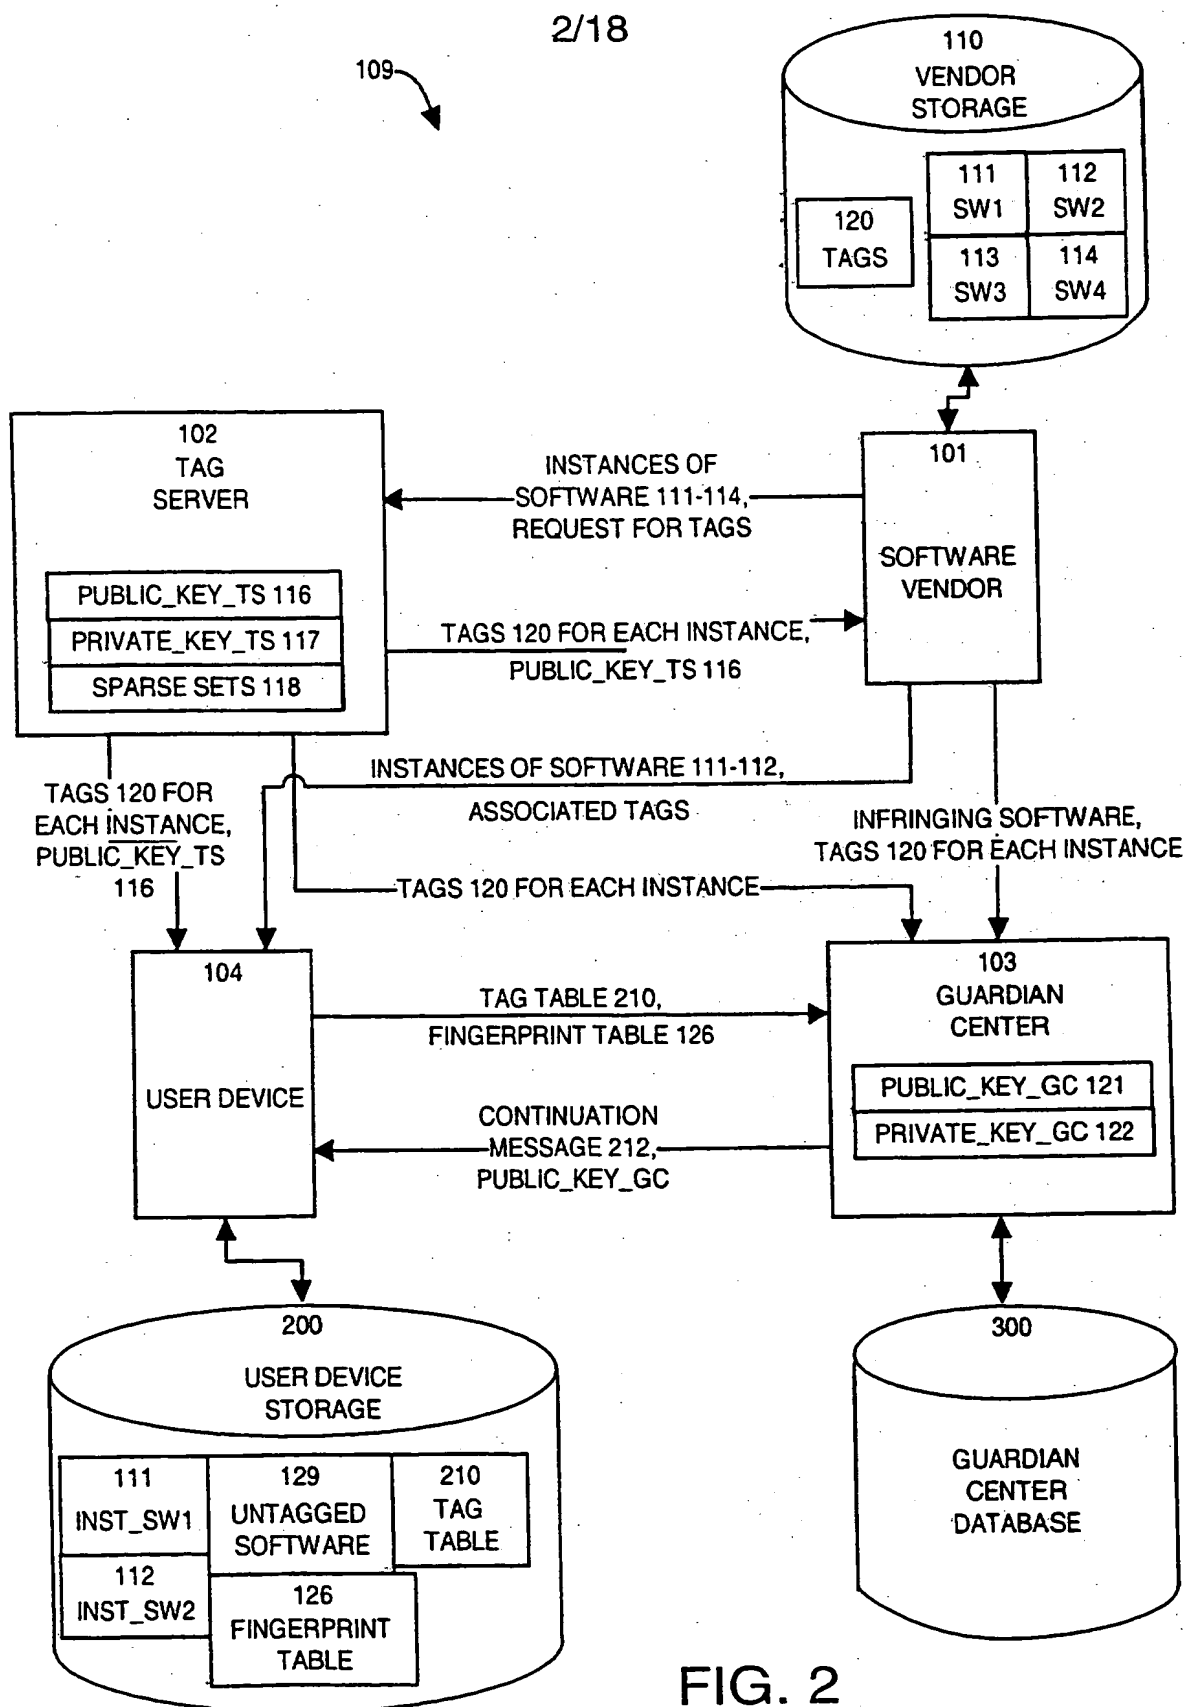 2/18
109
110
VENDOR
STORAGE
111
SW1
112
SW2
120
TAGS
113
SW3
114
SW4
102
TAG
SERVER
PUBLIC_KEY_TS 116
PRIVATE_KEY_TS 117
SPARSE SETS 118
INSTANCES OF
SOFTWARE 111-114,
REQUEST FOR TAGS
101
SOFTWARE
VENDOR
TAGS 120 FOR EACH INSTANCE,
PUBLIC_KEY_TS 116
TAGS 120 FOR
EACH INSTANCE,
PUBLIC_KEY_TS
116
INSTANCES OF SOFTWARE 111-112,
ASSOCIATED TAGS
INFRINGING SOFTWARE,
TAGS 120 FOR EACH INSTANCE
TAGS 120 FOR EACH INSTANCE
104
USER DEVICE
TAG TABLE 210,
FINGERPRINT TABLE 126
CONTINUATION
MESSAGE 212,
PUBLIC_KEY_GC
103
GUARDIAN
CENTER
PUBLIC_KEY_GC 121
PRIVATE_KEY_GC 122
200
USER DEVICE
STORAGE
111
INST_SW1
112
INST_SW2
129
UNTAGGED
SOFTWARE
210
TAG
TABLE
126
FINGERPRINT
TABLE
300
GUARDIAN
CENTER
DATABASE
FIG. 2